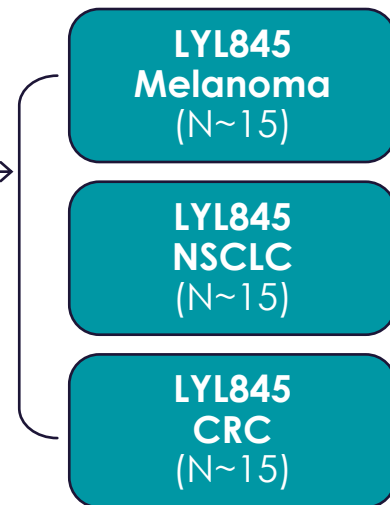 LYL845
Melanoma
(N~15)
LYL845
NSCLC
(N~15)
LYL845
CRC
(N~15)